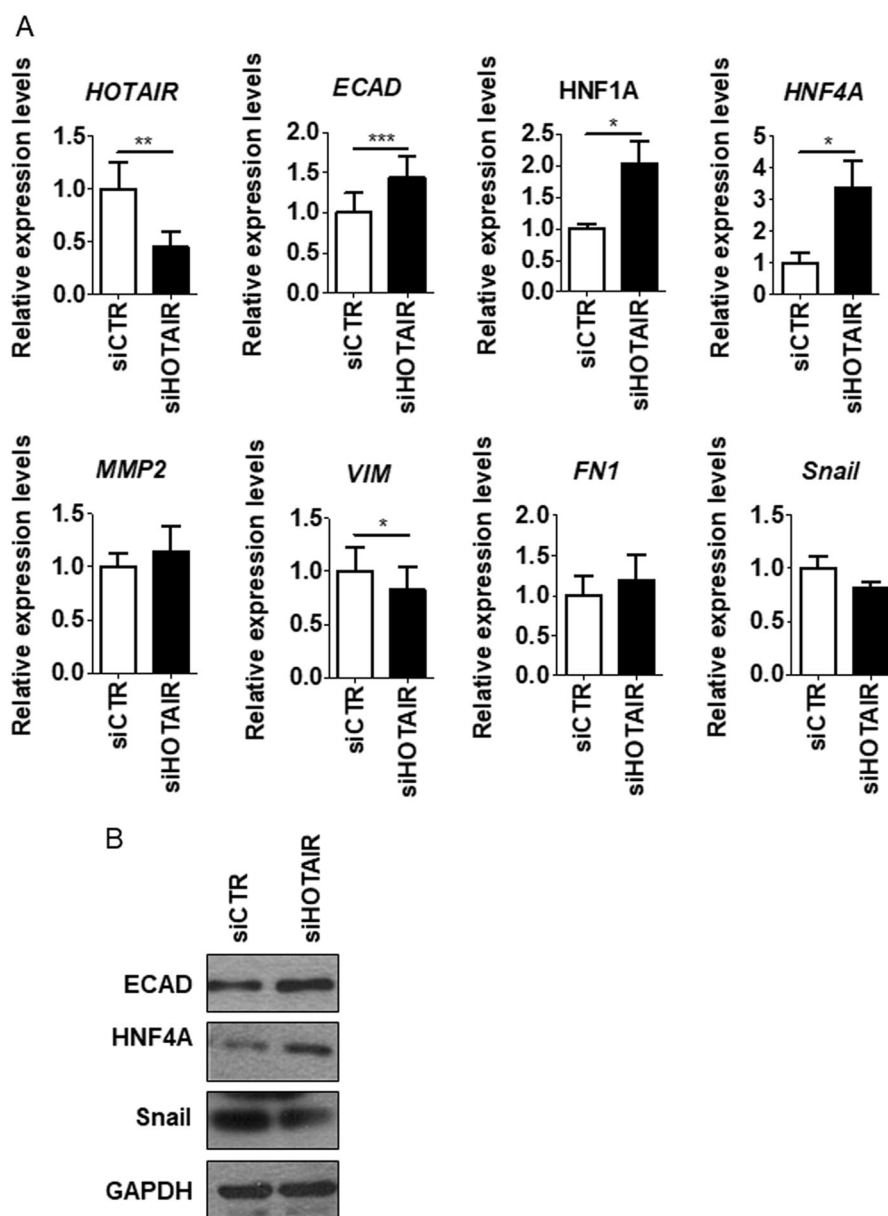 A
HOTAIR
Relative expression levels
1.5
1.0
0.5
0.0
**
siCTR
siHOTAIR
ECAD
Relative expression levels
2.0
1.5
1.0
0.5
0.0
***
siCTR
siHOTAIR
HNF1A
Relative expression levels
2.5
2.0
1.5
1.0
0.5
0.0
*
siCTR
siHOTAIR
HNF4A
Relative expression levels
5
4
3
2
1
0
*
siCTR
siHOTAIR
MMP2
Relative expression levels
1.5
1.0
0.5
0.0
siCTR
siHOTAIR
VIM
Relative expression levels
1.5
1.0
0.5
0.0
*
siCTR
siHOTAIR
FN1
Relative expression levels
2.0
1.5
1.0
0.5
0.0
siCTR
siHOTAIR
Snail
Relative expression levels
1.5
1.0
0.5
0.0
siCTR
siHOTAIR
B
siCTR
siHOTAIR
ECAD
HNF4A
Snail
GAPDH